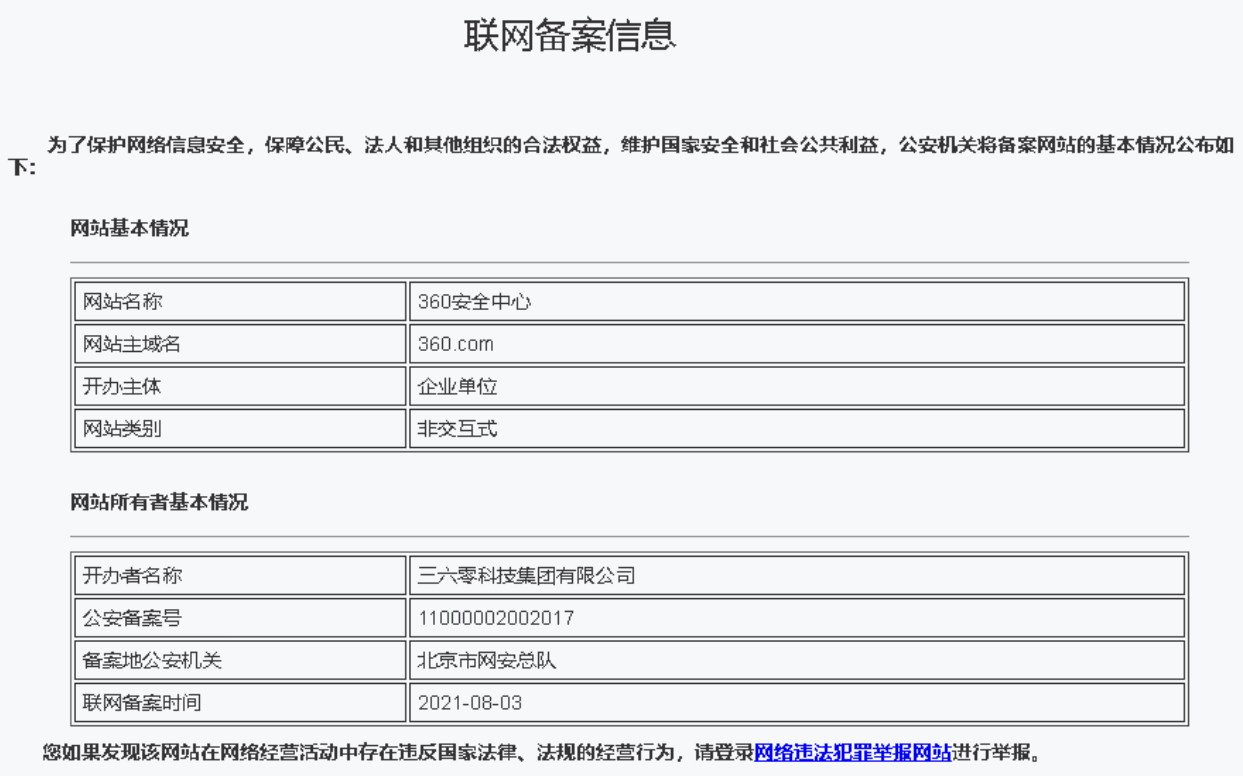 联网备案信息
为了保护网络信息安全，保障公民、法人和其他组织的合法权益，维护国家安全和社会公共利益，公安机关将备案网站的基本情况公布如
下：
网站基本情况
网站名称 360安全中心
网站主域名 360.com
开办主体 企业单位
网站类别 非交互式
网站所有者基本情况
开办者名称 三六零科技集团有限公司
公安备案号 11000002002017
备案地公安机关 北京市网安总队
联网备案时间 2021-08-03
您如果发现该网站在网络经营活动中存在违反国家法律、法规的经营行为，请登录网络违法犯罪举报网站进行举报。